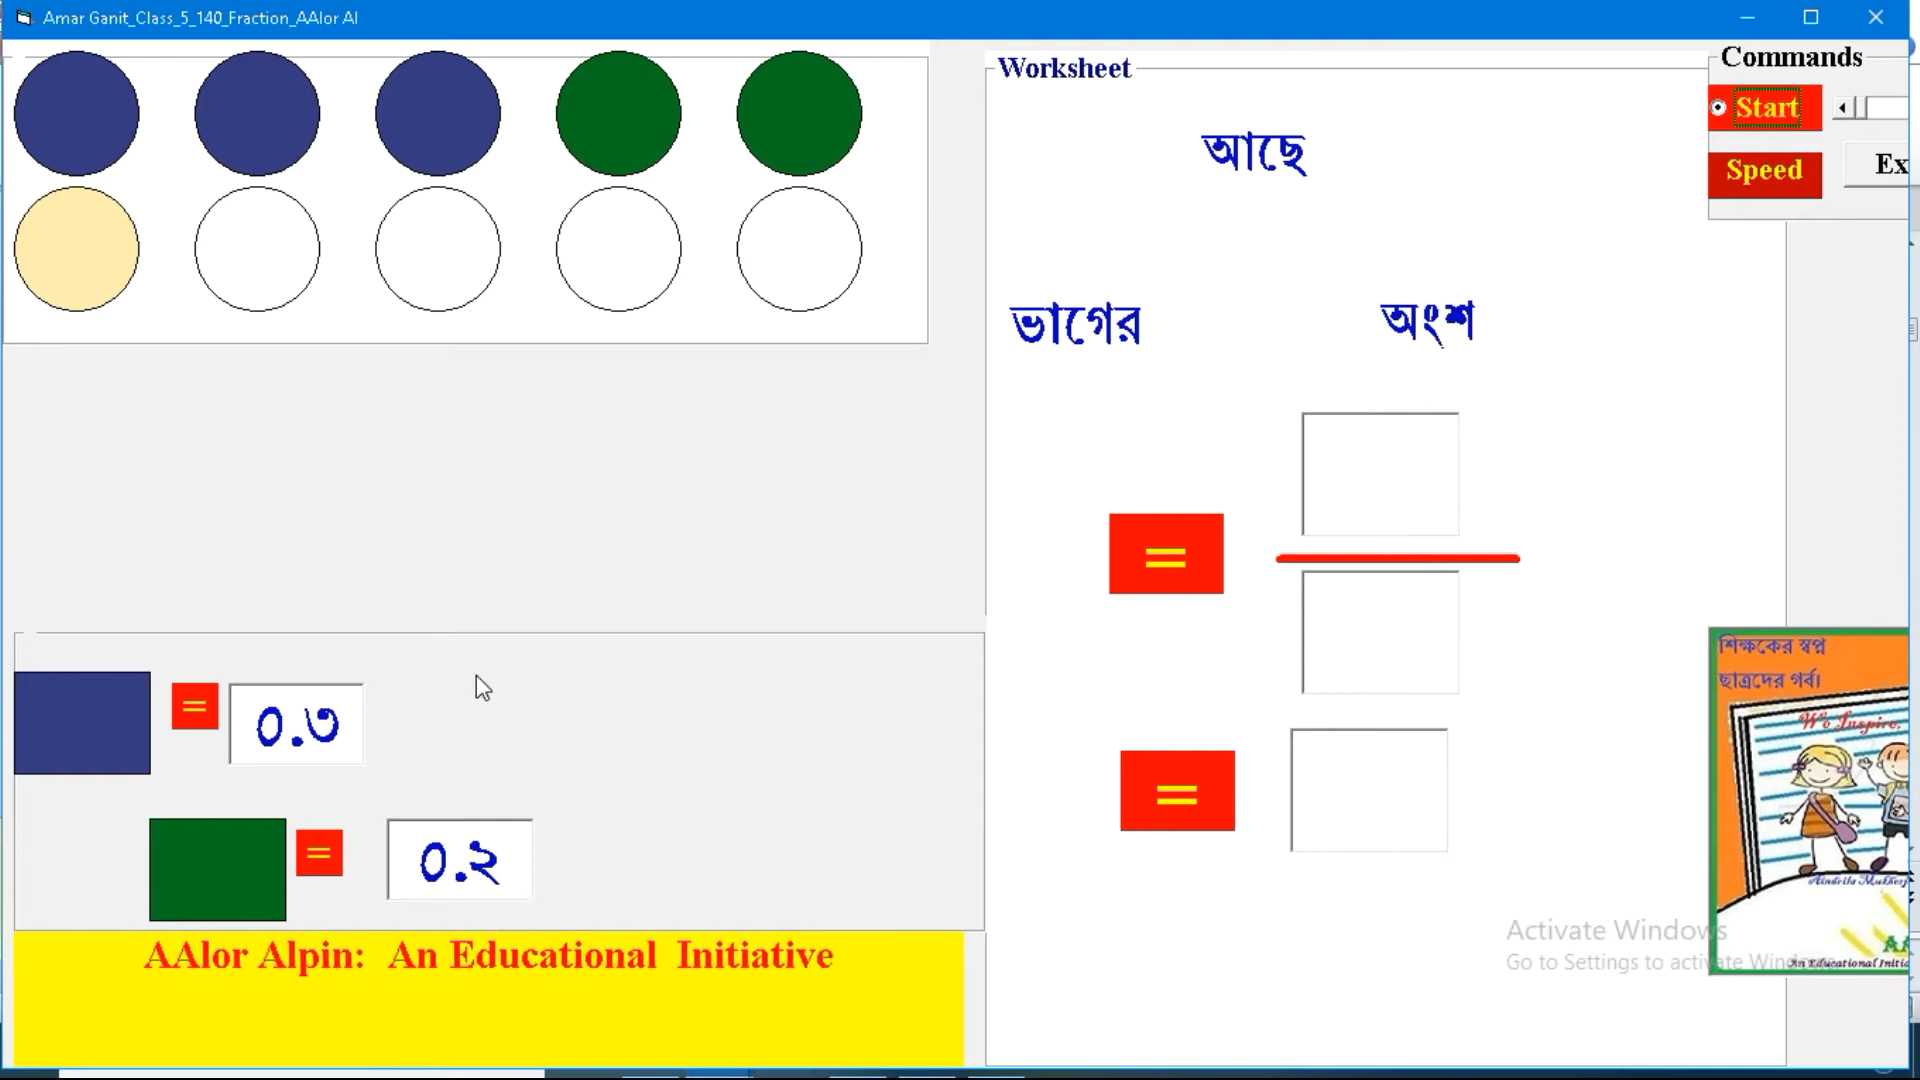 Amar Ganit_Class_5_140_Fraction_AAlor Al
Worksheet
Commands
আছে
Start
Speed
Ex
ভাগের অংশ
=
=
= ০.৩
= ০.২
শিক্ষকের স্বপ্ন
ছাত্রদের গর্ব।
We Inspire,
AAlor Alpin: An Educational Initiative
Activate Windows
Go to Settings to activate Windows.